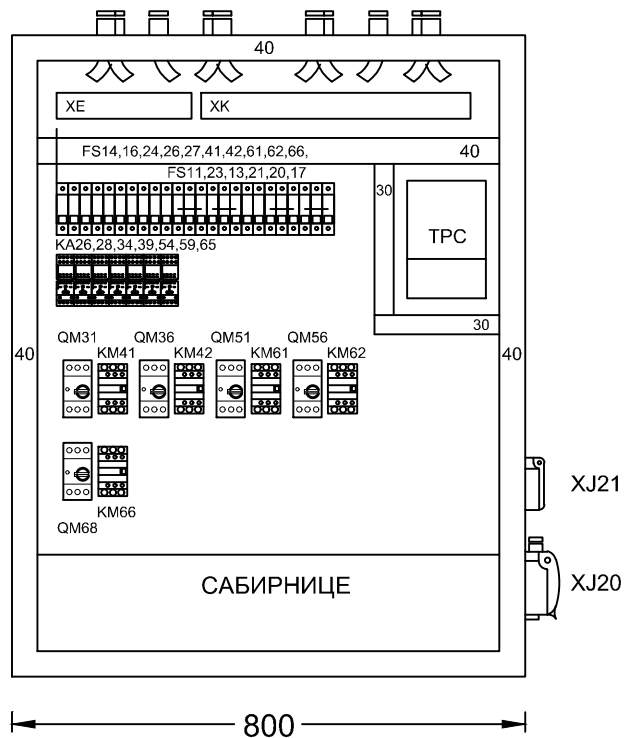 40
XE
XK
FS14,16,24,26,27,41,42,61,62,66,
40
FS11,23,13,21,20,17
30
ТРС
KA26,28,34,39,54,59,65
30
QM31
QM36
QM51
QM56
40
KM41
KM42
KM61
KM62
40
XJ21
KM66
QM68
САБИРНИЦЕ
XJ20
800